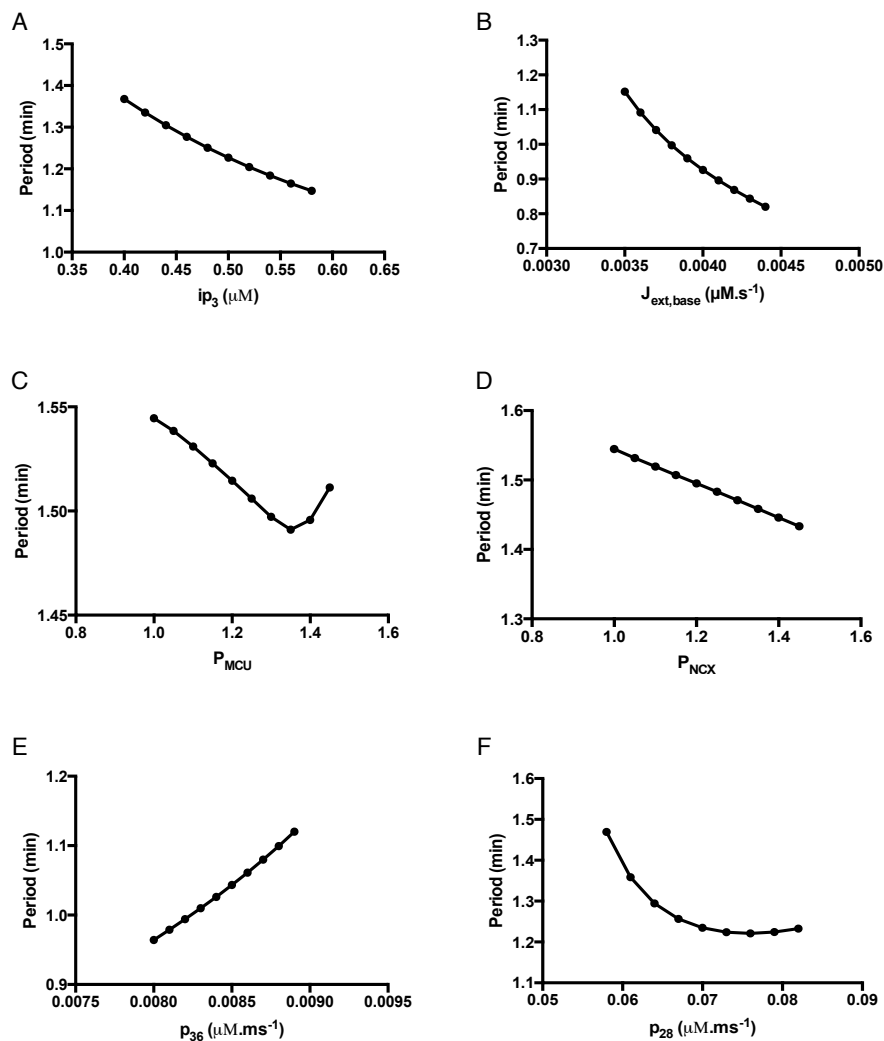 A
Period (min)
1.5
1.4
1.3
1.2
1.1
1.0
0.35 0.40 0.45 0.50 0.55 0.60 0.65
ip3 (μM)
B
Period (min)
1.3
1.2
1.1
1.0
0.9
0.8
0.7
0.0030 0.0035 0.0040 0.0045 0.0050
Jext,base (μM.s-1)
C
Period (min)
1.55
1.50
1.45
0.8 1.0 1.2 1.4 1.6
PMCU
D
Period (min)
1.6
1.5
1.4
1.3
0.8 1.0 1.2 1.4 1.6
PNCX
E
Period (min)
1.2
1.1
1.0
0.9
0.0075 0.0080 0.0085 0.0090 0.0095
p36 (μM.ms-1)
F
Period (min)
1.6
1.5
1.4
1.3
1.2
1.1
0.05 0.06 0.07 0.08 0.09
p28 (μM.ms-1)